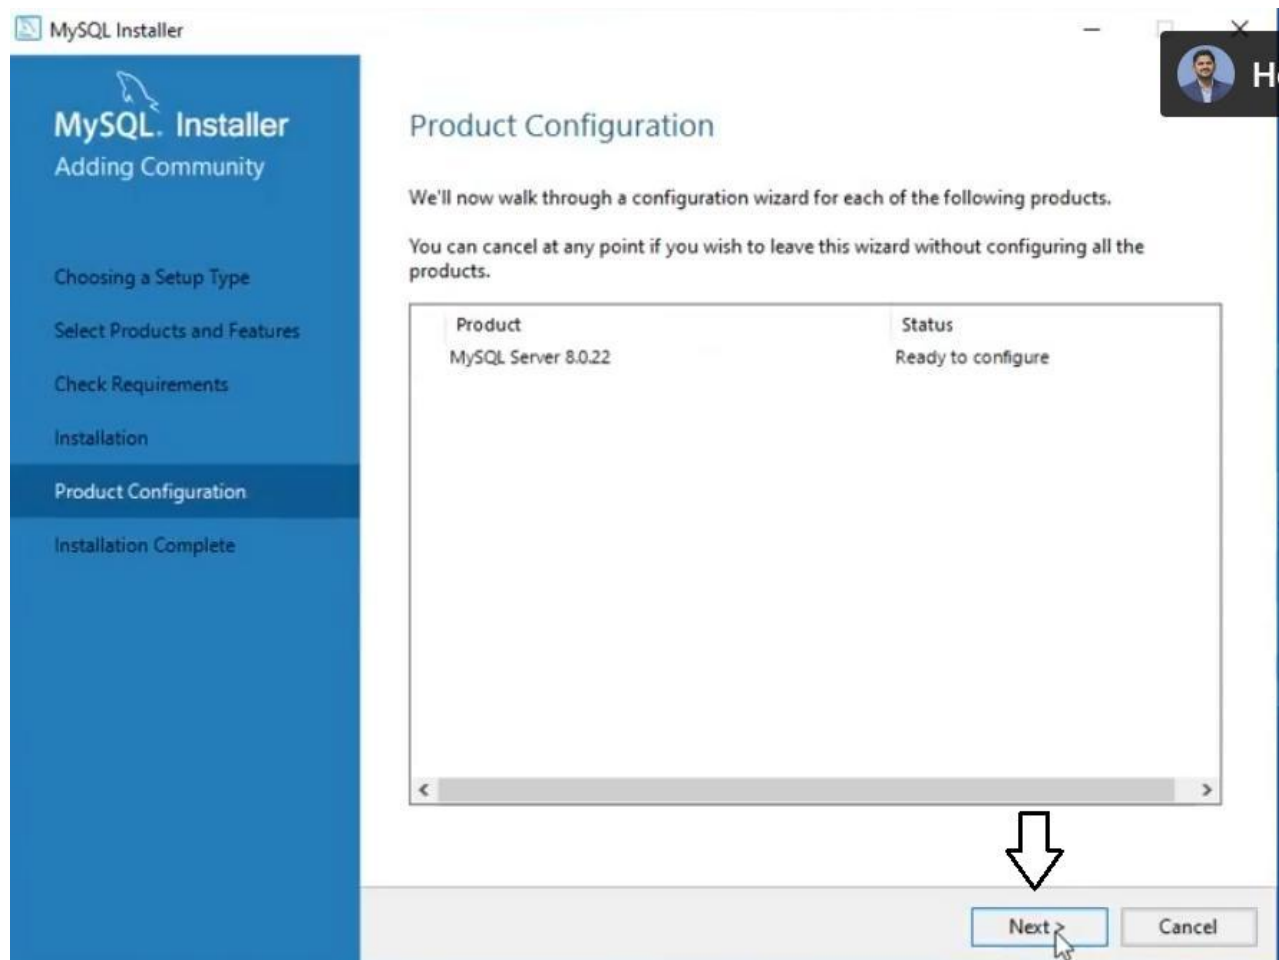 MySQL Installer
MySQL. Installer
Adding Community
Choosing a Setup Type
Select Products and Features
Check Requirements
Installation
Product Configuration
Installation Complete
Product Configuration
We'll now walk through a configuration wizard for each of the following products.
You can cancel at any point if you wish to leave this wizard without configuring all the
products.
Product Status
MySQL Server 8.0.22 Ready to configure
Next >
Cancel